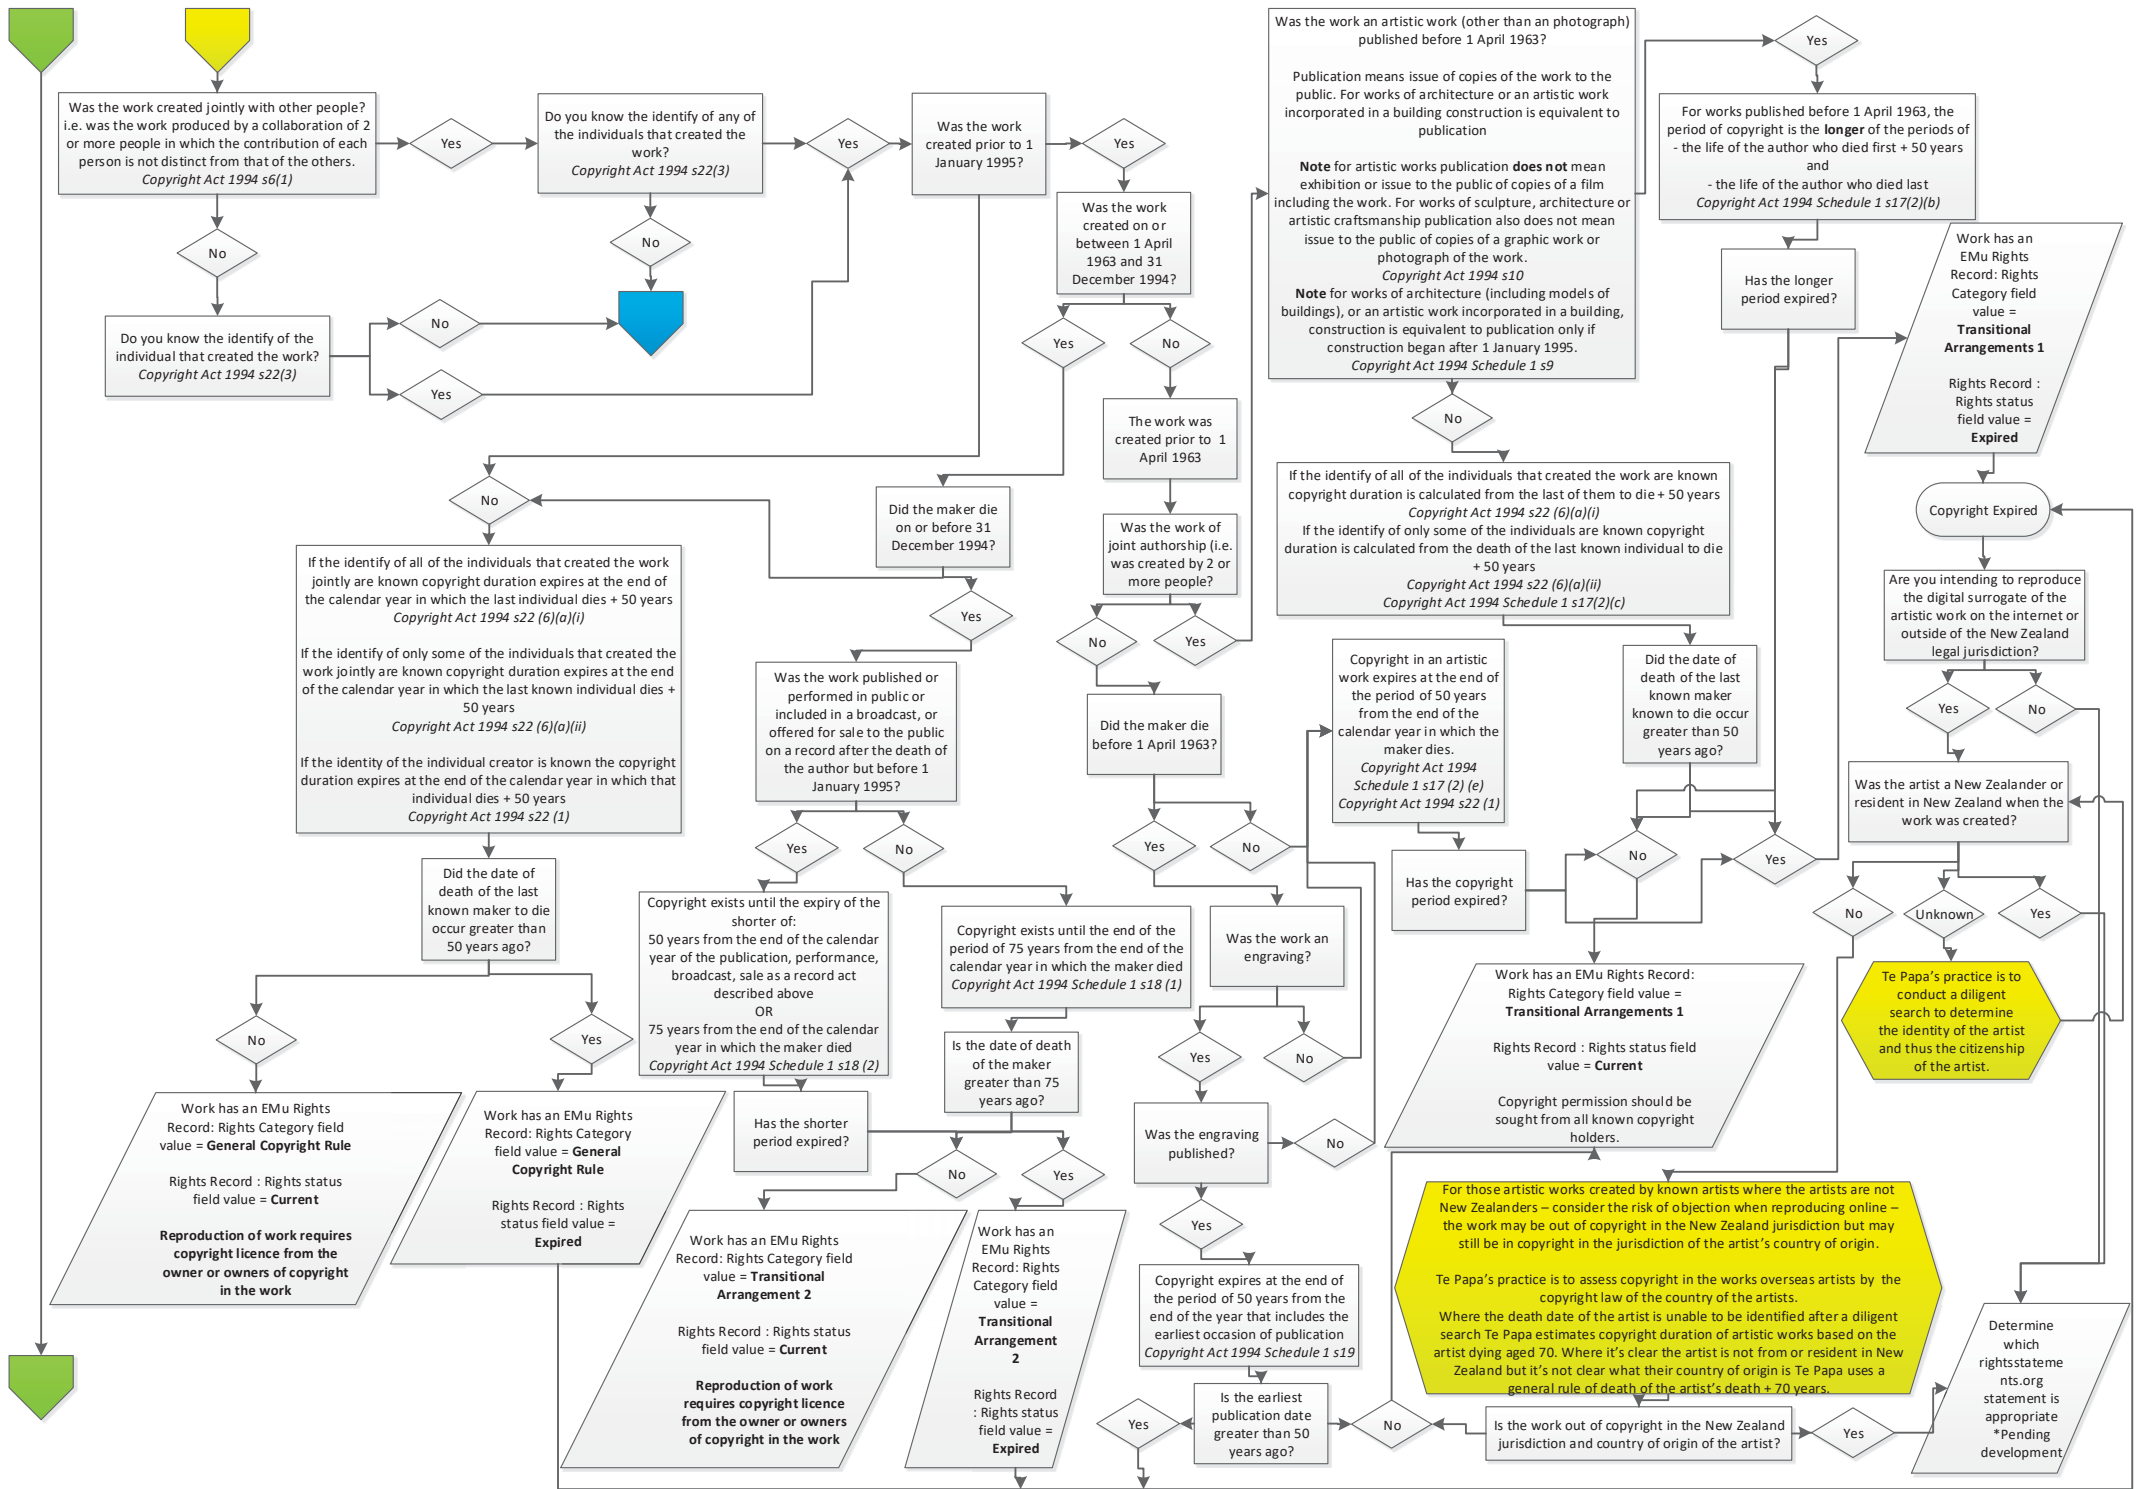 Was the work created jointly with other people?
i.e. was the work produced by a collaboration of 2
or more people in which the contribution of each
person is not distinct from that of the others.
Copyright Act 1994 s6(1)
Yes
Do you know the identify of any of
the individuals that created the
work?
Copyright Act 1994 s22(3)
Yes
Was the work
created prior to 1
January 1995?
Yes
No
No
Do you know the identify of the
individual that created the work?
Copyright Act 1994 s22(3)
No
Yes
Was the work
created on or
between 1 April
1963 and 31
December 1994?
Yes
No
The work was
created prior to 1
April 1963
Was the work of
joint authorship (i.e.
was created by 2 or
more people?
No
Yes
Was the work an artistic work (other than an photograph)
published before 1 April 1963?
Publication means issue of copies of the work to the
public. For works of architecture or an artistic work
incorporated in a building construction is equivalent to
publication
Note for artistic works publication does not mean
exhibition or issue to the public of copies of a film
including the work. For works of sculpture, architecture or
artistic craftsmanship publication also does not mean
issue to the public of copies of a graphic work or
photograph of the work.
Copyright Act 1994 s10
Note for works of architecture (including models of
buildings), or an artistic work incorporated in a building,
construction is equivalent to publication only if
construction began after 1 January 1995.
Copyright Act 1994 Schedule 1 s9
Yes
For works published before 1 April 1963, the
period of copyright is the longer of the periods of
- the life of the author who died first + 50 years
and
- the life of the author who died last
Copyright Act 1994 Schedule 1 s17(2)(b)
Has the longer
period expired?
Work has an
EMu Rights
Record: Rights
Category field
value =
Transitional
Arrangements 1
Rights Record :
Rights status
field value =
Expired
No
If the identify of all of the individuals that created the work are known
copyright duration is calculated from the last of them to die + 50 years
Copyright Act 1994 s22 (6)(a)(i)
If the identify of only some of the individuals are known copyright
duration is calculated from the death of the last known individual to die
+ 50 years
Copyright Act 1994 s22 (6)(a)(ii)
Copyright Act 1994 Schedule 1 s17(2)(c)
Did the date of
death of the last
known maker
known to die occur
greater than 50
years ago?
Copyright Expired
Are you intending to reproduce
the digital surrogate of the
artistic work on the internet or
outside of the New Zealand
legal jurisdiction?
Yes
No
Was the artist a New Zealander or
resident in New Zealand when the
work was created?
No
Unknown
Yes
Te Papa's practice is to
conduct a diligent
search to determine
the identity of the artist
and thus the citizenship
of the artist.
No
If the identify of all of the individuals that created the work
jointly are known copyright duration expires at the end of
the calendar year in which the last individual dies + 50 years
Copyright Act 1994 s22 (6)(a)(i)
If the identify of only some of the individuals that created the
work jointly are known copyright duration expires at the end
of the calendar year in which the last known individual dies +
50 years
Copyright Act 1994 s22 (6)(a)(ii)
If the identity of the individual creator is known the copyright
duration expires at the end of the calendar year in which that
individual dies + 50 years
Copyright Act 1994 s22 (1)
Did the date of
death of the last
known maker to die
occur greater than
50 years ago?
No
Yes
Work has an EMu Rights
Record: Rights Category field
value = General Copyright Rule
Rights Record : Rights status
field value = Current
Reproduction of work requires
copyright licence from the
owner or owners of copyright
in the work
Work has an EMu Rights
Record: Rights Category
field value = General
Copyright Rule
Rights Record : Rights
status field value =
Expired
Did the maker die
on or before 31
December 1994?
Yes
Was the work published or
performed in public or
included in a broadcast, or
offered for sale to the public
on a record after the death of
the author but before 1
January 1995?
Yes
No
Copyright exists until the expiry of the
shorter of:
50 years from the end of the calendar
year of the publication, performance,
broadcast, sale as a record act
described above
OR
75 years from the end of the calendar
year in which the maker died
Copyright Act 1994 Schedule 1 s18 (2)
Has the shorter
period expired?
Copyright exists until the end of the
period of 75 years from the end of the
calendar year in which the maker died
Copyright Act 1994 Schedule 1 s18 (1)
Is the date of death
of the maker
greater than 75
years ago?
No
Yes
Work has an EMu Rights
Record: Rights Category field
value = Transitional
Arrangement 2
Rights Record : Rights status
field value = Current
Reproduction of work
requires copyright licence
from the owner or owners
of copyright in the work
Work has an
EMu Rights
Record: Rights
Category field
value =
Transitional
Arrangement
2
Rights Record
: Rights status
field value =
Expired
Did the maker die
before 1 April 1963?
Yes
No
Was the work an
engraving?
Yes
No
Was the engraving
published?
No
Yes
Copyright expires at the end of
the period of 50 years from the
end of the year that includes the
earliest occasion of publication
Copyright Act 1994 Schedule 1 s19
Is the earliest
publication date
greater than 50
years ago?
Yes
No
Copyright in an artistic
work expires at the end of
the period of 50 years
from the end of the
calendar year in which the
maker dies.
Copyright Act 1994
Schedule 1 s17 (2) (e)
Copyright Act 1994 s22 (1)
Has the copyright
period expired?
No
Yes
Work has an EMu Rights Record:
Rights Category field value =
Transitional Arrangements 1
Rights Record : Rights status field
value = Current
Copyright permission should be
sought from all known copyright
holders.
For those artistic works created by known artists where the artists are not
New Zealanders – consider the risk of objection when reproducing online –
the work may be out of copyright in the New Zealand jurisdiction but may
still be in copyright in the jurisdiction of the artist's country of origin.
Te Papa's practice is to assess copyright in the works overseas artists by the
copyright law of the country of the artists.
Where the death date of the artist is unable to be identified after a diligent
search Te Papa estimates copyright duration of artistic works based on the
artist dying aged 70. Where it's clear the artist is not from or resident in New
Zealand but it's not clear what their country of origin is Te Papa uses a
general rule of death of the artist's death + 70 years.
Is the work out of copyright in the New Zealand
jurisdiction and country of origin of the artist?
Yes
Determine
which
rightsstateme
nts.org
statement is
appropriate
*Pending
development